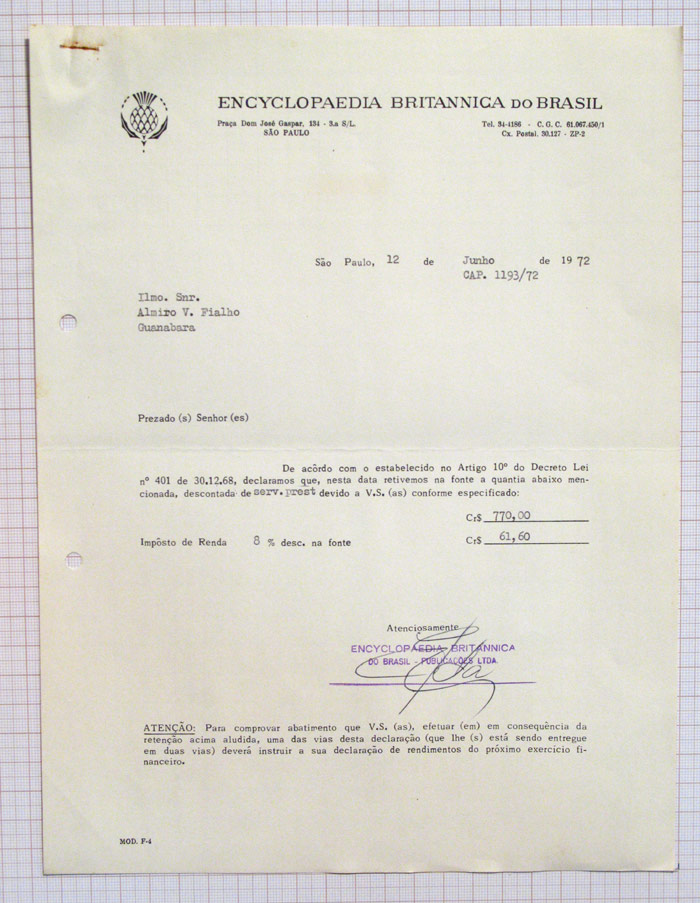 ENCYCLOPAEDIA BRITANNICA DO BRASIL
Praça Dom José Gaspar, 134 - 3.a S/L.
SÃO PAULO
Tel. 34-4186 - C. G. C. 61.067.450/1
Cx. Postal. 30.127 - ZP-2
São Paulo, 12 de Junho de 1972
CAP. 1193/72
Ilmo. Snr.
Almiro V. Fialho
Guanabara
Prezado (s) Senhor (es)
De acôrdo com o estabelecido no Artigo 10º do Decreto Lei
nº 401 de 30.12.68, declaramos que, nesta data retivemos na fonte a quantia abaixo men-
cionada, descontada de serv.prest devido a V.S. (as) conforme especificado:
Cr$ 770,00
Impôsto de Renda 8 % desc. na fonte Cr$ 61,60
Atenciosamente
ENCYCLOPAEDIA BRITANNICA
DO BRASIL - PUBLICAÇÕES LTDA.
ATENÇÃO: Para comprovar abatimento que V.S. (as), efetuar (em) em consequência da
retenção acima aludida, uma das vias desta declaração (que lhe (s) está sendo entregue
em duas vias) deverá instruir a sua declaração de rendimentos do próximo exercício fi-
nanceiro.
MOD. F-4